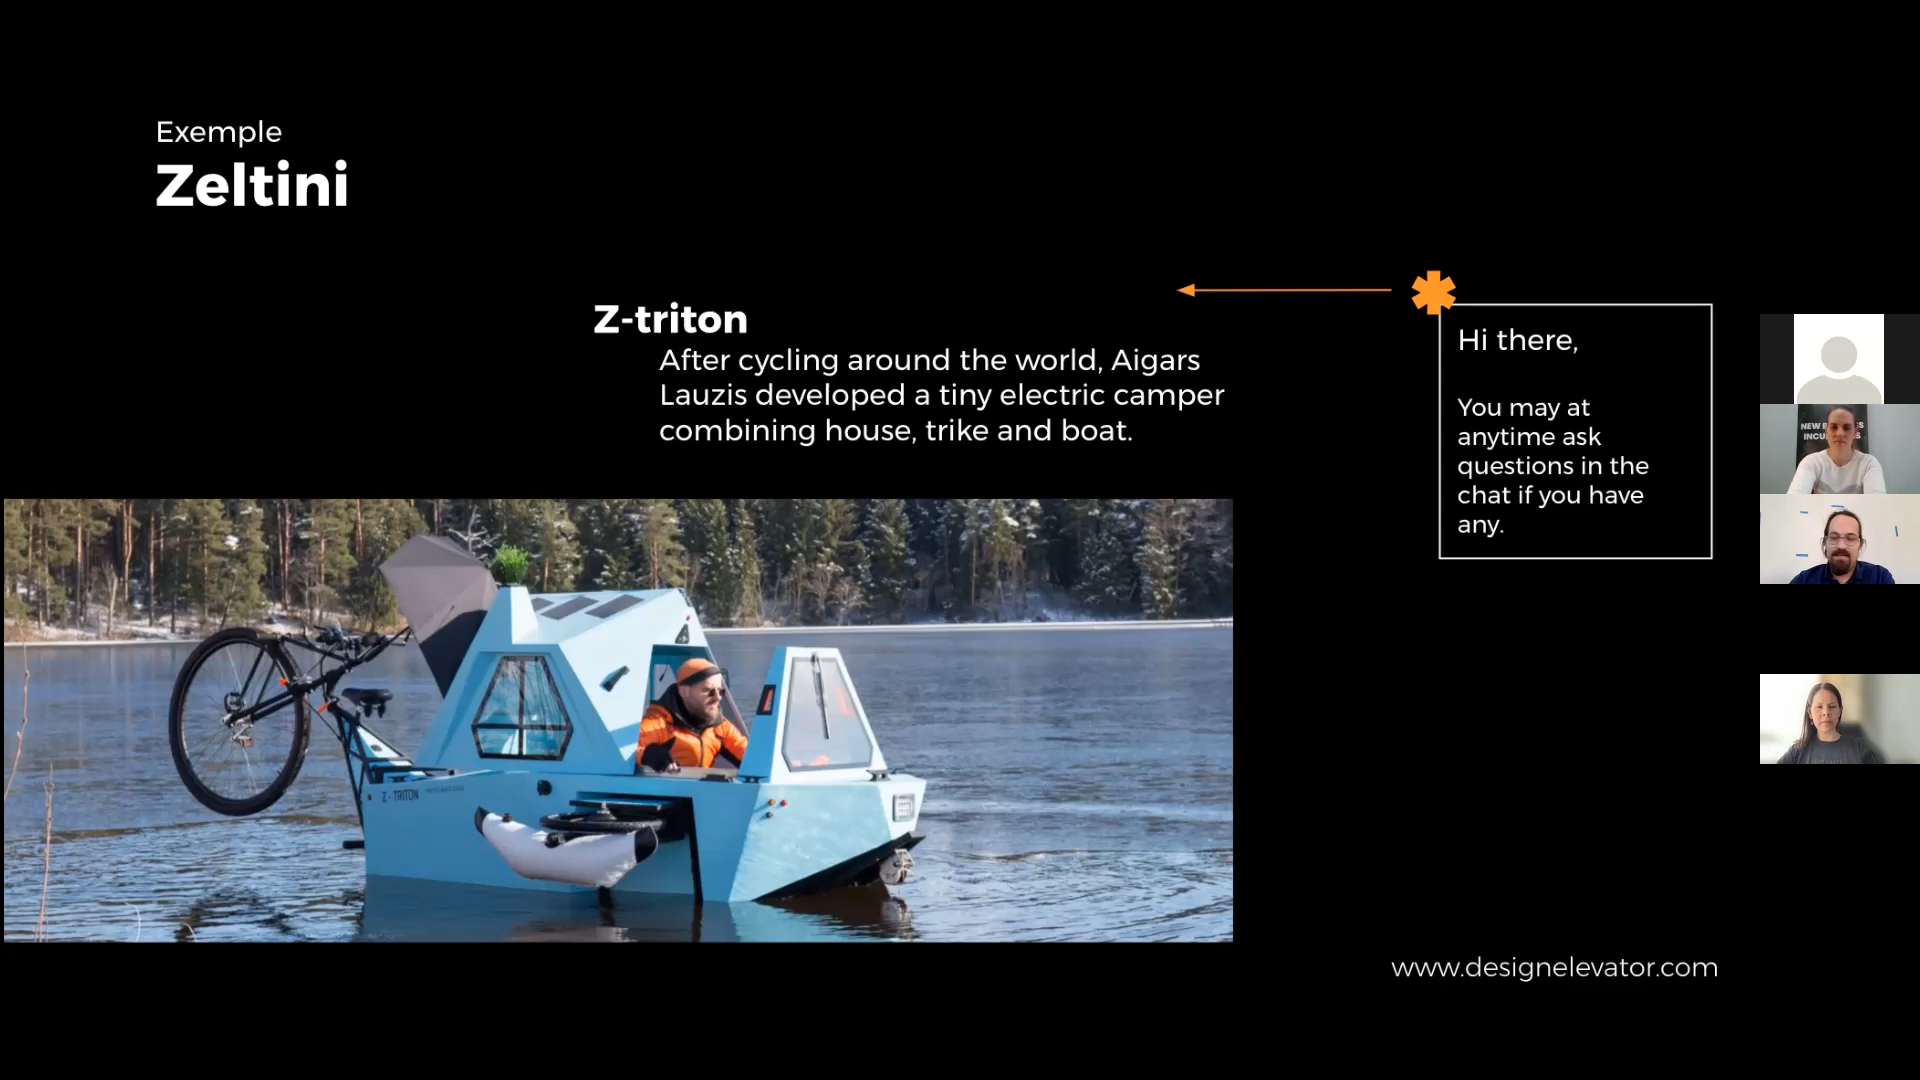 Exemple
Zeltini
Z-triton
After cycling around the world, Aigars
Lauzis developed a tiny electric camper
combining house, trike and boat.
Hi there,
You may at
anytime ask
questions in the
chat if you have
any.
Z - TRITON
www.designelevator.com